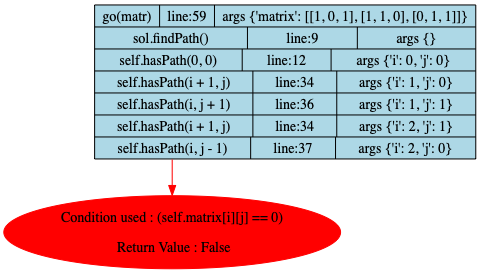 go(matr) line:59 args {'matrix': [[1, 0, 1], [1, 1, 0], [0, 1, 1]]}
sol.findPath() line:9 args {}
self.hasPath(0, 0) line:12 args {'i': 0, 'j': 0}
self.hasPath(i + 1, j) line:34 args {'i': 1, 'j': 0}
self.hasPath(i, j + 1) line:36 args {'i': 1, 'j': 1}
self.hasPath(i + 1, j) line:34 args {'i': 2, 'j': 1}
self.hasPath(i, j - 1) line:37 args {'i': 2, 'j': 0}
Condition used : (self.matrix[i][j] == 0)
Return Value : False